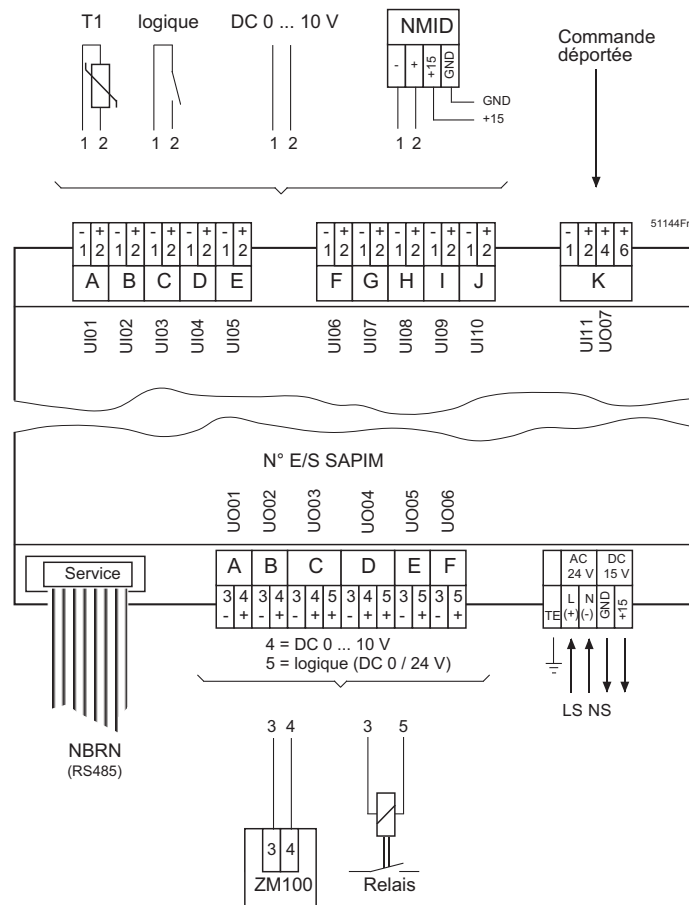 T1 logique DC 0 ... 10 V NMID
- + +15 GND
Commande
déportée
GND
+15
1 2 1 2 1 2 1 2
51144Fr
- + - + - + - + - + - + - + - + - + - + - + + +
1 2 1 2 1 2 1 2 1 2 1 2 1 2 1 2 1 2 1 2 1 2 4 6
A B C D E F G H I J K
UI01 UI02 UI03 UI04 UI05 UI06 UI07 UI08 UI09 UI10 UI11 UO07
N° E/S SAPIM
UO01 UO02 UO03 UO04 UO05 UO06
Service
A B C D E F
AC
24 V
DC
15 V
3 4 3 4 3 4 5 3 4 5 3 5 3 5
- + - + - + + - + + - + - +
TE L (+) N (-) GND +15
4 = DC 0 ... 10 V
5 = logique (DC 0 / 24 V)
LS NS
NBRN
(RS485)
3 4 3 5
3 4
ZM100
Relais